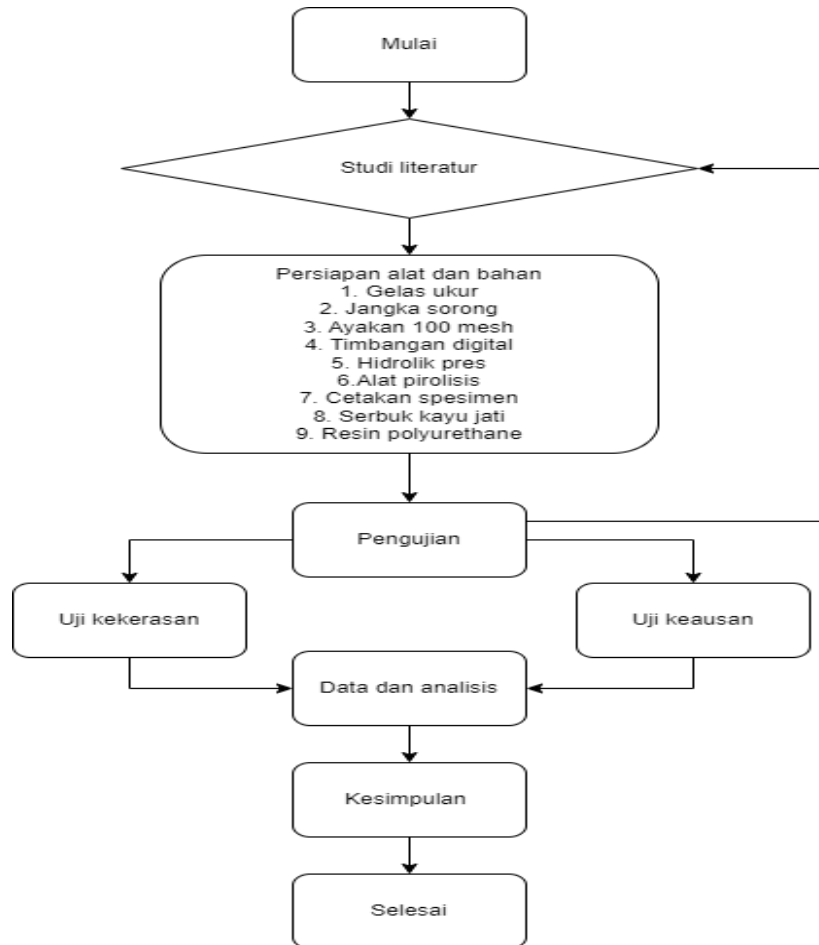 Mulai
Studi literatur
Persiapan alat dan bahan
1. Gelas ukur
2. Jangka sorong
3. Ayakan 100 mesh
4. Timbangan digital
5. Hidrolik pres
6.Alat pirolisis
7. Cetakan spesimen
8. Serbuk kayu jati
9. Resin polyurethane
Pengujian
Uji kekerasan
Uji keausan
Data dan analisis
Kesimpulan
Selesai